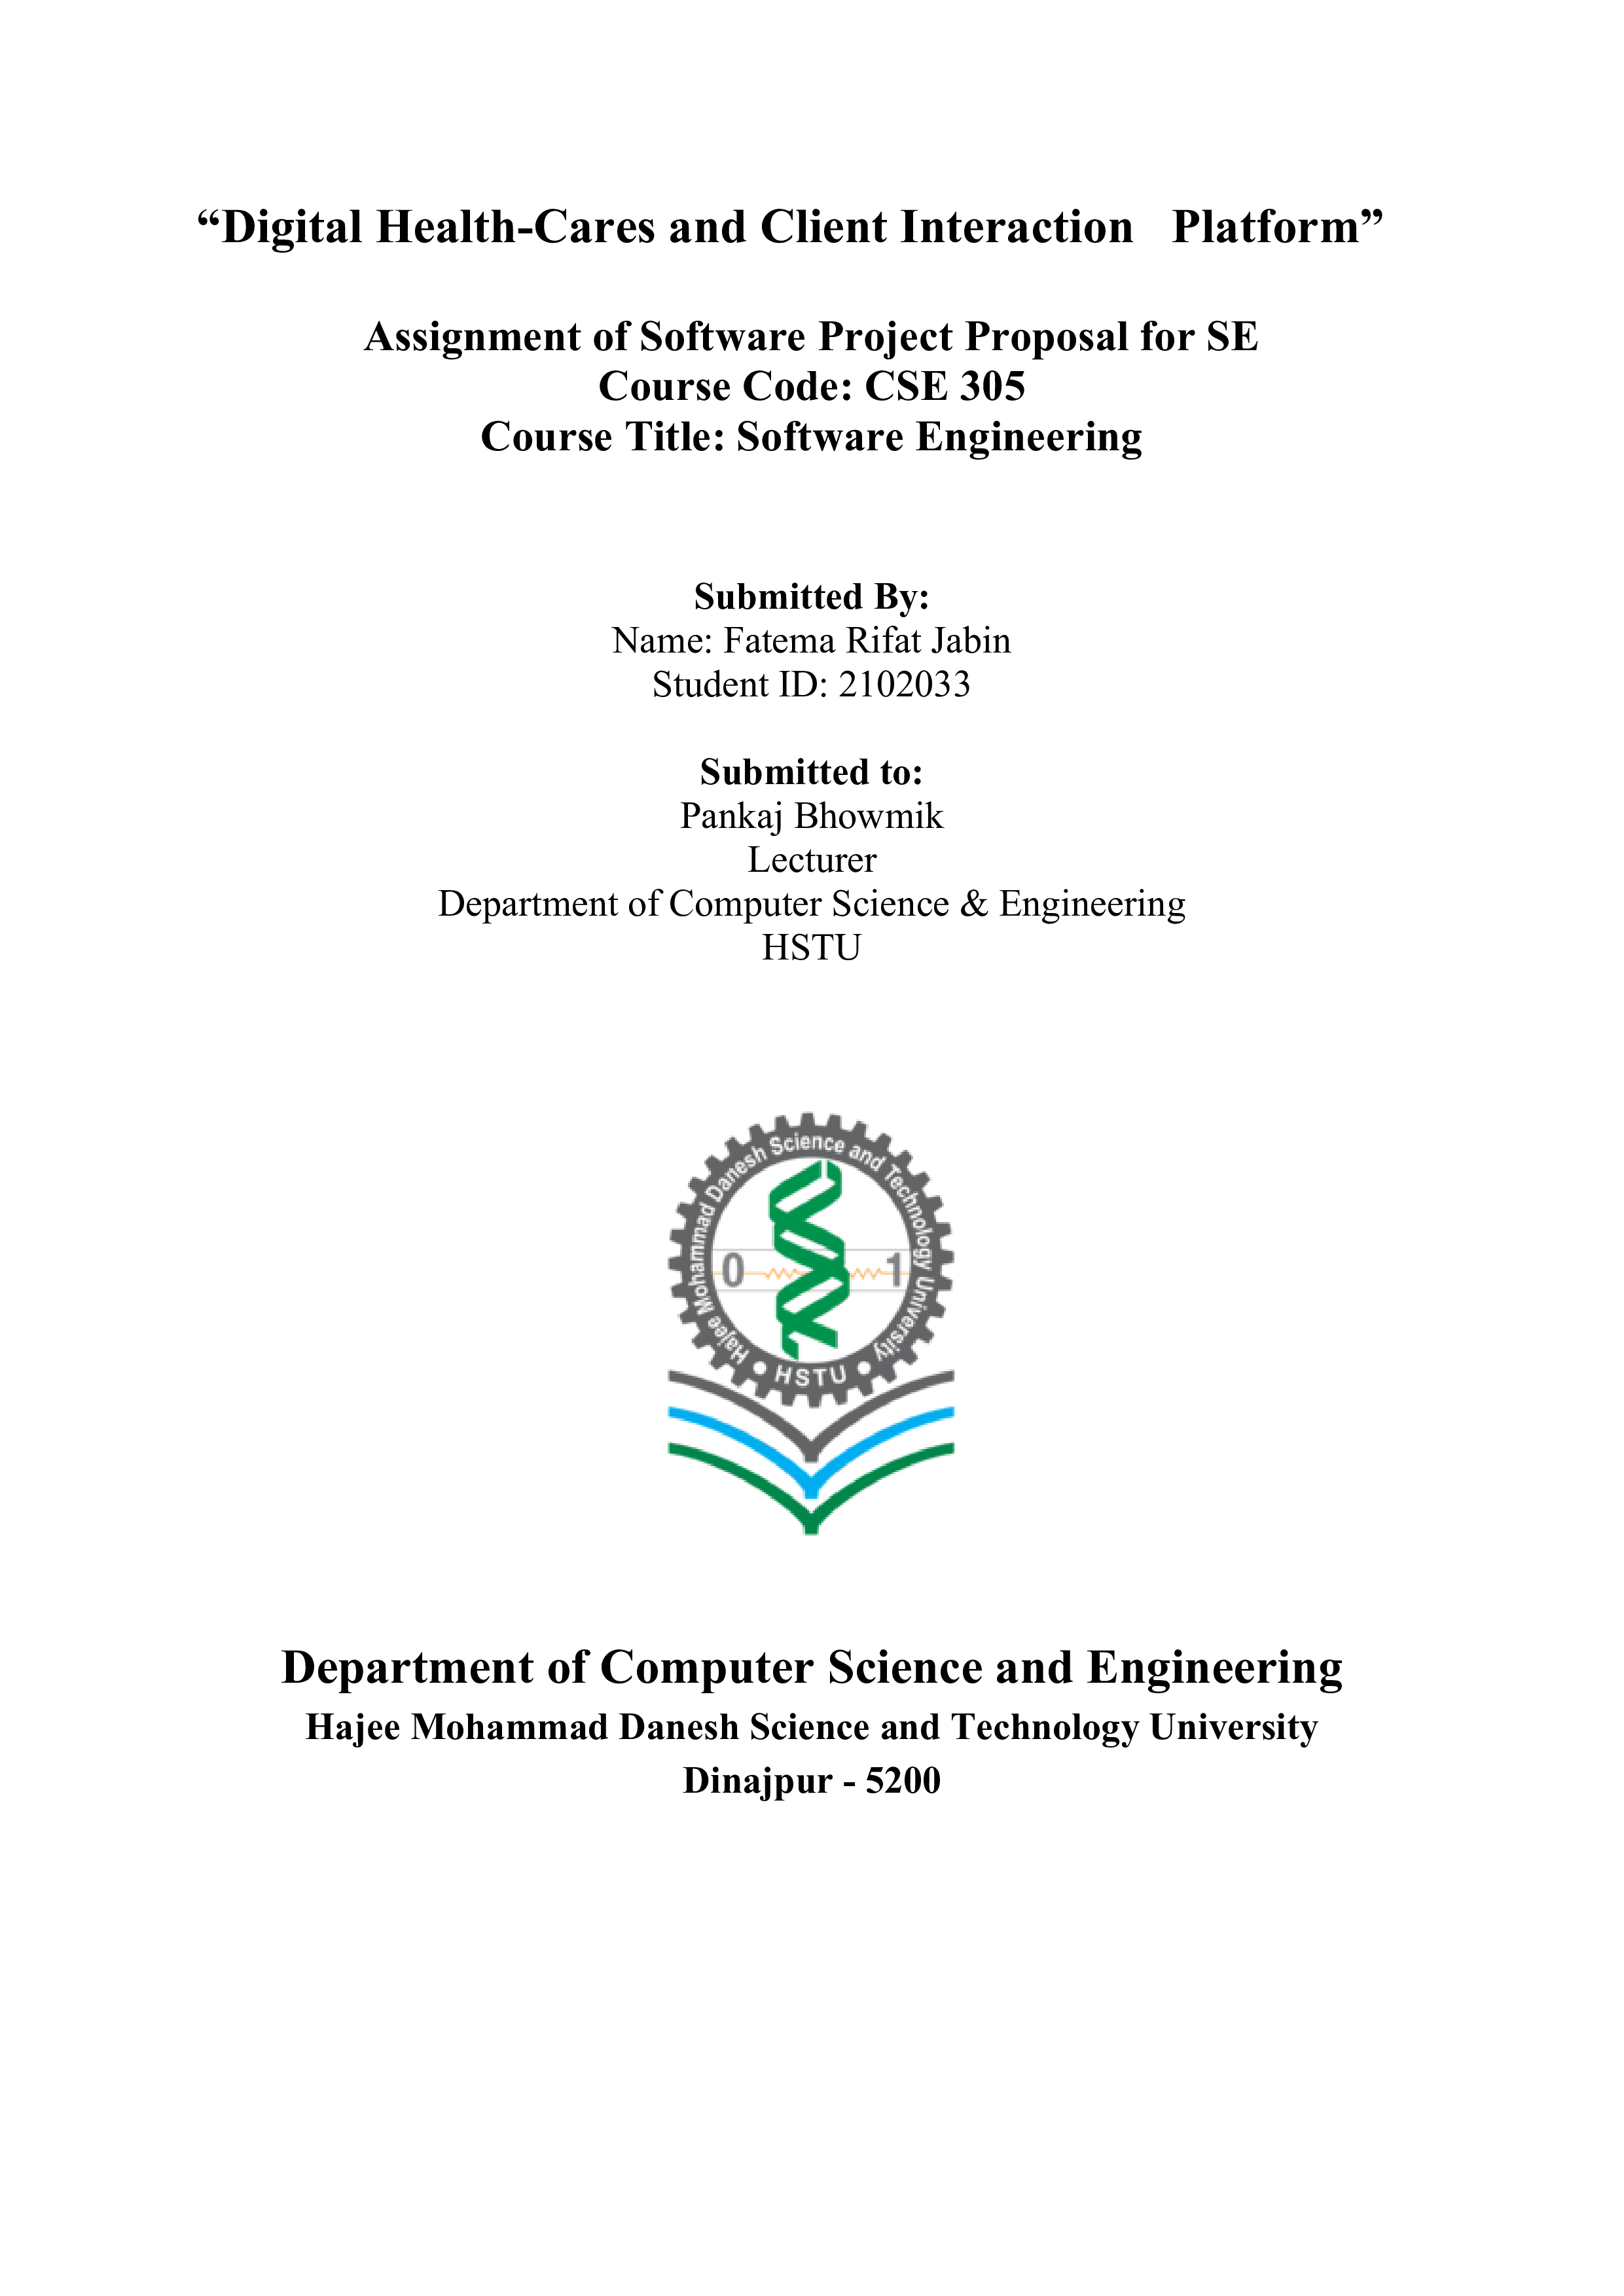 “Digital Health-Cares and Client Interaction   Platform”
Assignment of Software Project Proposal for SE
Course Code: CSE 305
Course Title: Software Engineering
Submitted By:
Name: Fatema Rifat Jabin
Student ID: 2102033
Submitted to:
Pankaj Bhowmik
Lecturer
Department of Computer Science & Engineering
HSTU
Hajee Mohammad Danesh Science and Technology University
0 1
HSTU
Department of Computer Science and Engineering
Hajee Mohammad Danesh Science and Technology University
Dinajpur - 5200